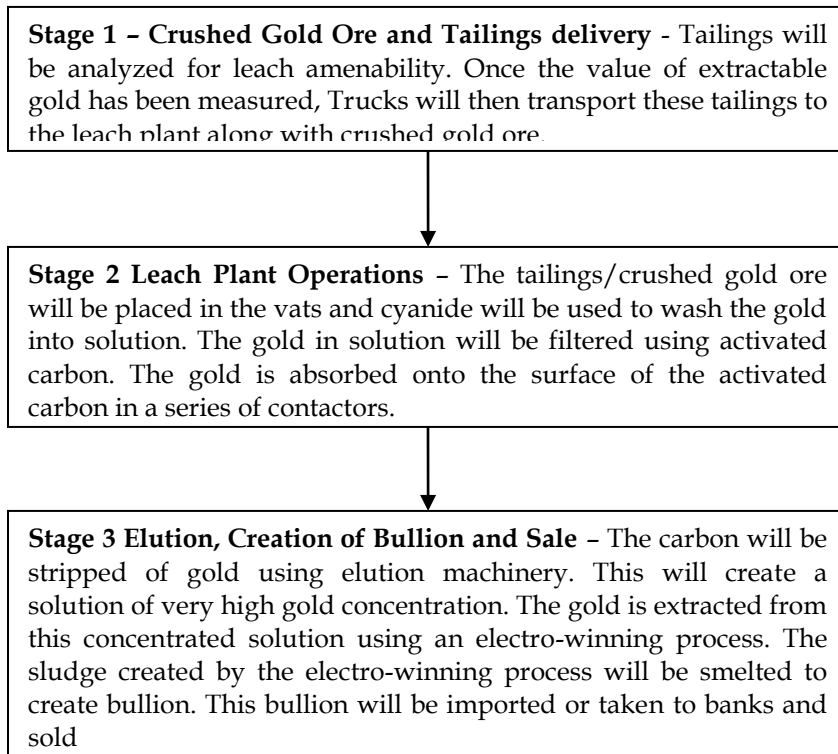 Stage 1 – Crushed Gold Ore and Tailings delivery - Tailings will
be analyzed for leach amenability. Once the value of extractable
gold has been measured, Trucks will then transport these tailings to
the leach plant along with crushed gold ore.
Stage 2 Leach Plant Operations – The tailings/crushed gold ore
will be placed in the vats and cyanide will be used to wash the gold
into solution. The gold in solution will be filtered using activated
carbon. The gold is absorbed onto the surface of the activated
carbon in a series of contactors.
Stage 3 Elution, Creation of Bullion and Sale – The carbon will be
stripped of gold using elution machinery. This will create a
solution of very high gold concentration. The gold is extracted from
this concentrated solution using an electro-winning process. The
sludge created by the electro-winning process will be smelted to
create bullion. This bullion will be imported or taken to banks and
sold